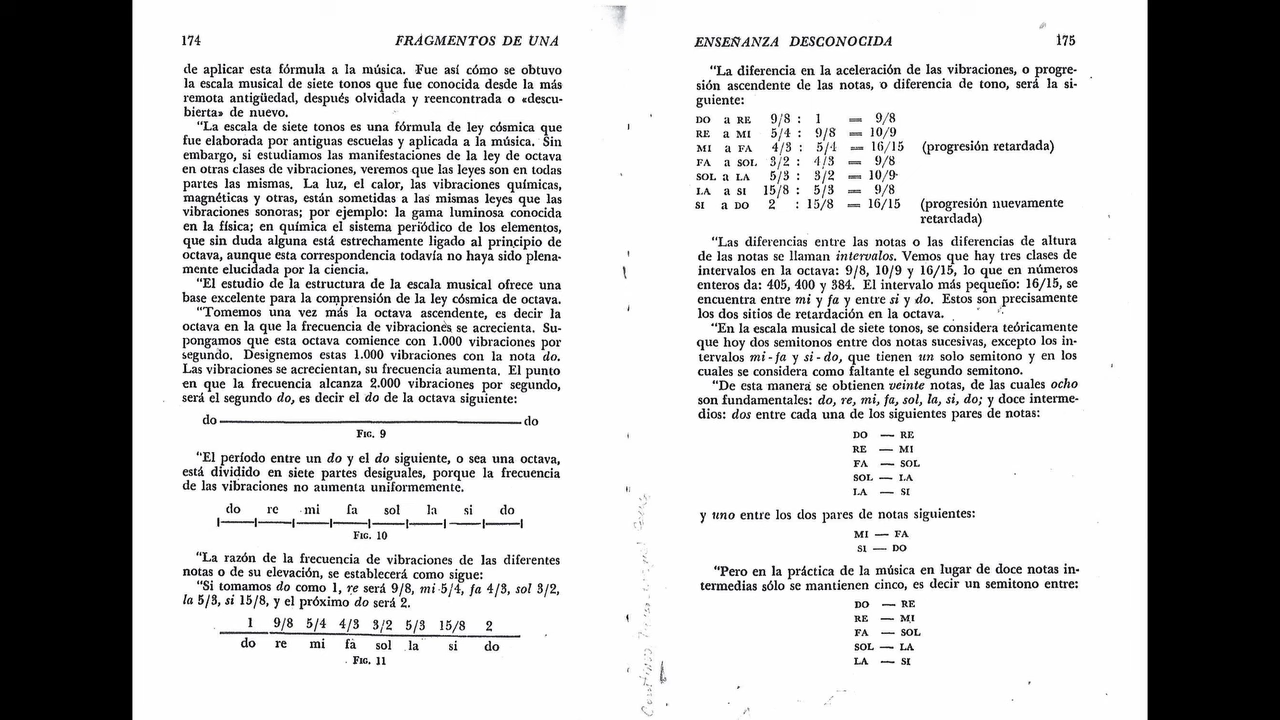 174 FRAGMENTOS DE UNA
de aplicar esta fórmula a la música. Fue así cómo se obtuvo
la escala musical de siete tonos que fue conocida desde la más
remota antigüedad, después olvidada y reencontrada o «descu-
bierta» de nuevo.
"La escala de siete tonos es una fórmula de ley cósmica que
fue elaborada por antiguas escuelas y aplicada a la música. Sin
embargo, si estudiamos las manifestaciones de la ley de octava
en otras clases de vibraciones, veremos que las leyes son en todas
partes las mismas. La luz, el calor, las vibraciones químicas,
magnéticas y otras, están sometidas a las mismas leyes que las
vibraciones sonoras; por ejemplo: la gama luminosa conocida
en la física; en química el sistema periódico de los elementos,
que sin duda alguna está estrechamente ligado al principio de
octava, aunque esta correspondencia todavía no haya sido plena-
mente elucidada por la ciencia.
"El estudio de la estructura de la escala musical ofrece una
base excelente para la comprensión de la ley cósmica de octava.
"Tomemos una vez más la octava ascendente, es decir la
octava en la que la frecuencia de vibraciones se acrecienta. Su-
pongamos que esta octava comience con 1.000 vibraciones por
segundo. Designemos estas 1.000 vibraciones con la nota do.
Las vibraciones se acrecientan, su frecuencia aumenta. El punto
en que la frecuencia alcanza 2.000 vibraciones por segundo,
será el segundo do, es decir el do de la octava siguiente:
do do
FIG. 9
"El período entre un do y el do siguiente, o sea una octava,
está dividido en siete partes desiguales, porque la frecuencia
de las vibraciones no aumenta uniformemente.
do re mi fa sol la si do
FIG. 10
"La razón de la frecuencia de vibraciones de las diferentes
notas o de su elevación, se establecerá como sigue:
"Si tomamos do como 1, re será 9/8, mi 5/4, fa 4/3, sol 3/2,
la 5/3, si 15/8, y el próximo do será 2.
1 9/8 5/4 4/3 3/2 5/3 15/8 2
do re mi fa sol la si do
FIG. 11
ENSEÑANZA DESCONOCIDA 175
"La diferencia en la aceleración de las vibraciones, o progre-
sión ascendente de las notas, o diferencia de tono, será la si-
guiente:
DO a RE 9/8 : 1 = 9/8
RE a MI 5/4 : 9/8 = 10/9
MI a FA 4/3 : 5/4 = 16/15 (progresión retardada)
FA a SOL 3/2 : 4/3 = 9/8
SOL a LA 5/3 : 3/2 = 10/9
LA a SI 15/8 : 5/3 = 9/8
SI a DO 2 : 15/8 = 16/15 (progresión nuevamente
retardada)
"Las diferencias entre las notas o las diferencias de altura
de las notas se llaman intervalos. Vemos que hay tres clases de
intervalos en la octava: 9/8, 10/9 y 16/15, lo que en números
enteros da: 405, 400 y 384. El intervalo más pequeño: 16/15, se
encuentra entre mi y fa y entre si y do. Estos son precisamente
los dos sitios de retardación en la octava.
"En la escala musical de siete tonos, se considera teóricamente
que hoy dos semitonos entre dos notas sucesivas, excepto los in-
tervalos mi - fa y si - do, que tienen un solo semitono y en los
cuales se considera como faltante el segundo semitono.
"De esta manera se obtienen veinte notas, de las cuales ocho
son fundamentales: do, re, mi, fa, sol, la, si, do; y doce interme-
dios: dos entre cada una de los siguientes pares de notas:
DO — RE
RE — MI
FA — SOL
SOL — LA
LA — SI
y uno entre los dos pares de notas siguientes:
MI — FA
SI — DO
"Pero en la práctica de la música en lugar de doce notas in-
termedias sólo se mantienen cinco, es decir un semitono entre:
DO — RE
RE — MI
FA — SOL
SOL — LA
LA — SI